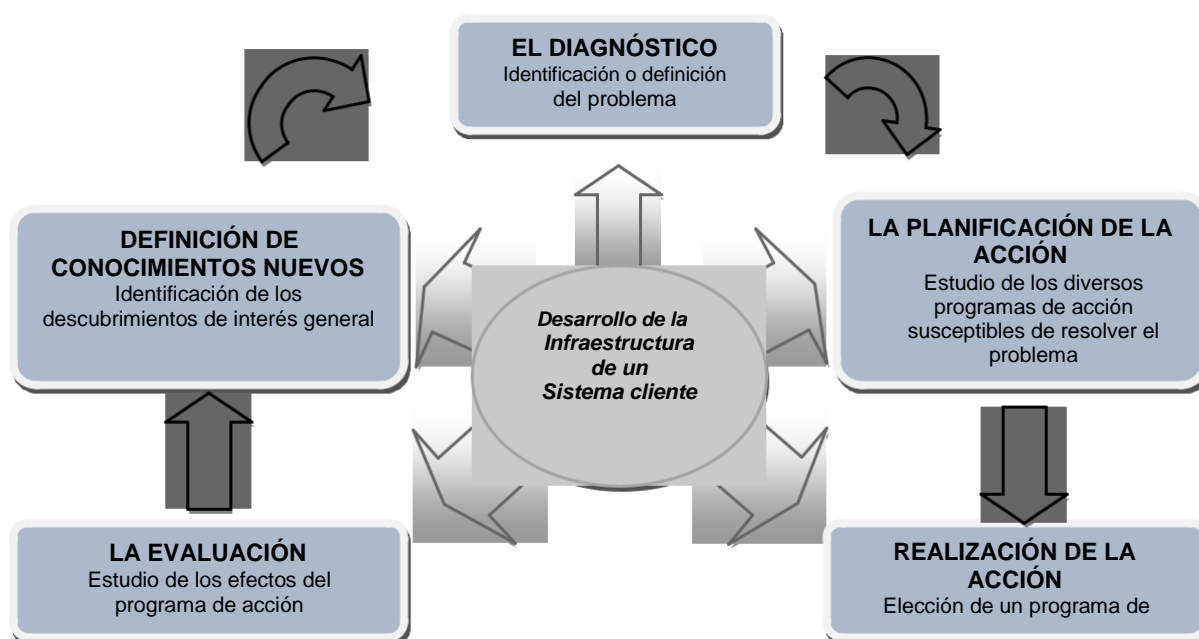 EL DIAGNÓSTICO
Identificación o definición
del problema
DEFINICIÓN DE
CONOCIMIENTOS NUEVOS
Identificación de los
descubrimientos de interés general
LA PLANIFICACIÓN DE LA
ACCIÓN
Estudio de los diversos
programas de acción
susceptibles de resolver el
problema
Desarrollo de la
Infraestructura
de un
Sistema cliente
LA EVALUACIÓN
Estudio de los efectos del
programa de acción
REALIZACIÓN DE LA
ACCIÓN
Elección de un programa de